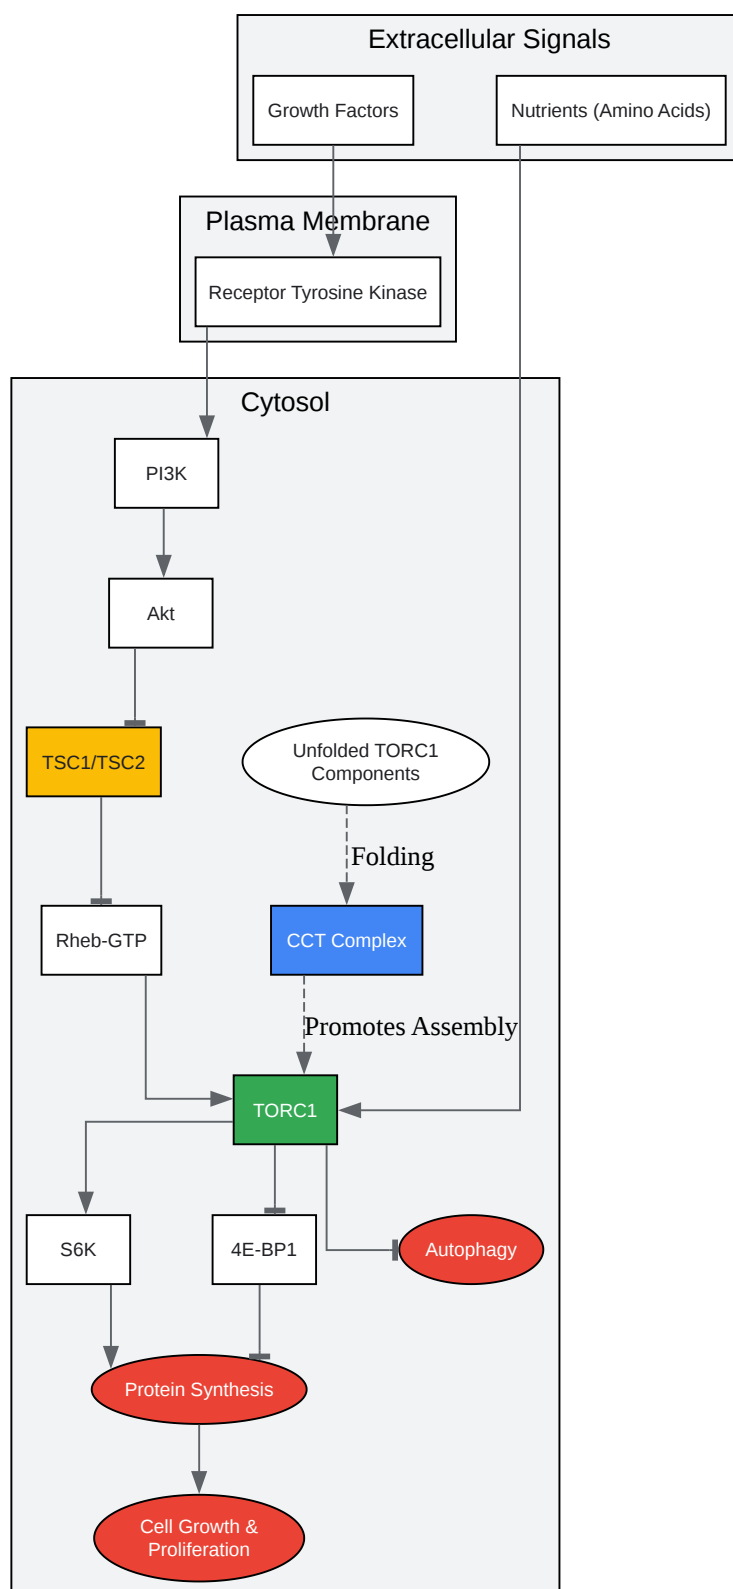 Extracellular Signals
Growth Factors
Nutrients (Amino Acids)
Plasma Membrane
Receptor Tyrosine Kinase
Cytosol
PI3K
Akt
TSC1/TSC2
Unfolded TORC1
Components
Folding
Rheb-GTP
CCT Complex
Promotes Assembly
TORC1
S6K
4E-BP1
Autophagy
Protein Synthesis
Cell Growth &
Proliferation